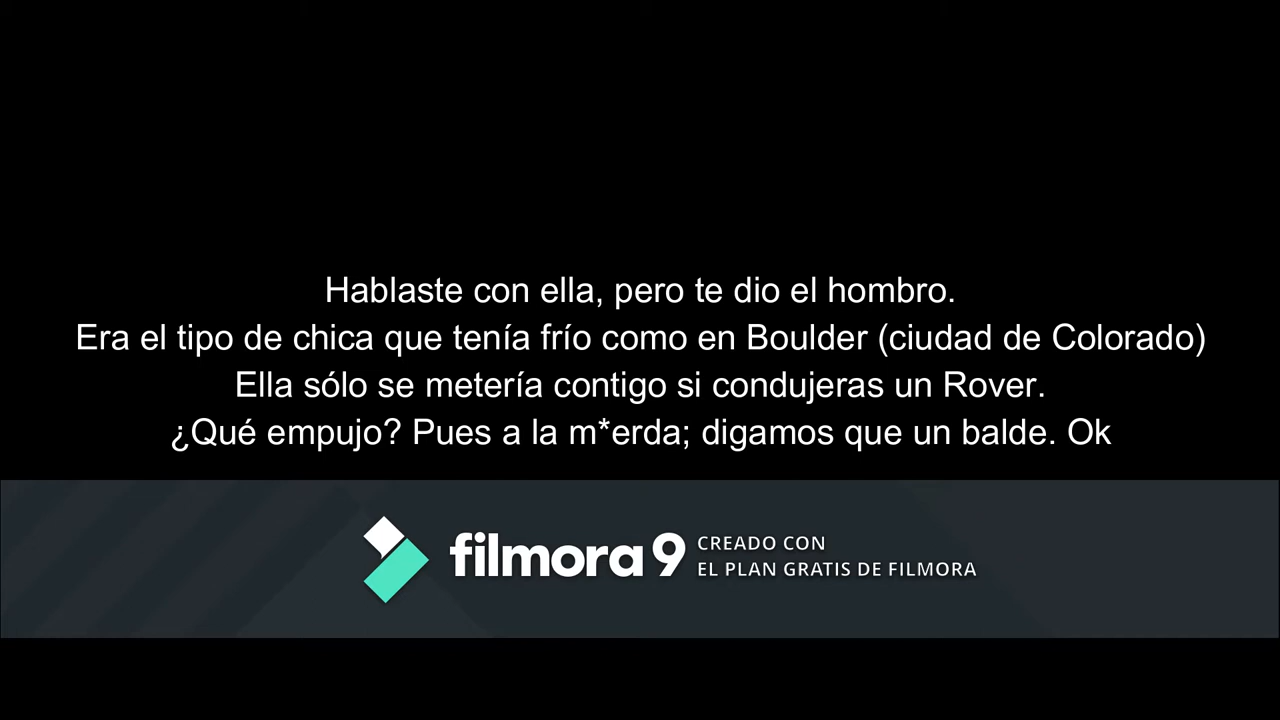 Hablaste con ella, pero te dio el hombro.
Era el tipo de chica que tenía frío como en Boulder (ciudad de Colorado)
Ella sólo se metería contigo si condujeras un Rover.
¿Qué empujo? Pues a la m*erda; digamos que un balde. Ok
filmora 9
CREADO CON
EL PLAN GRATIS DE FILMORA